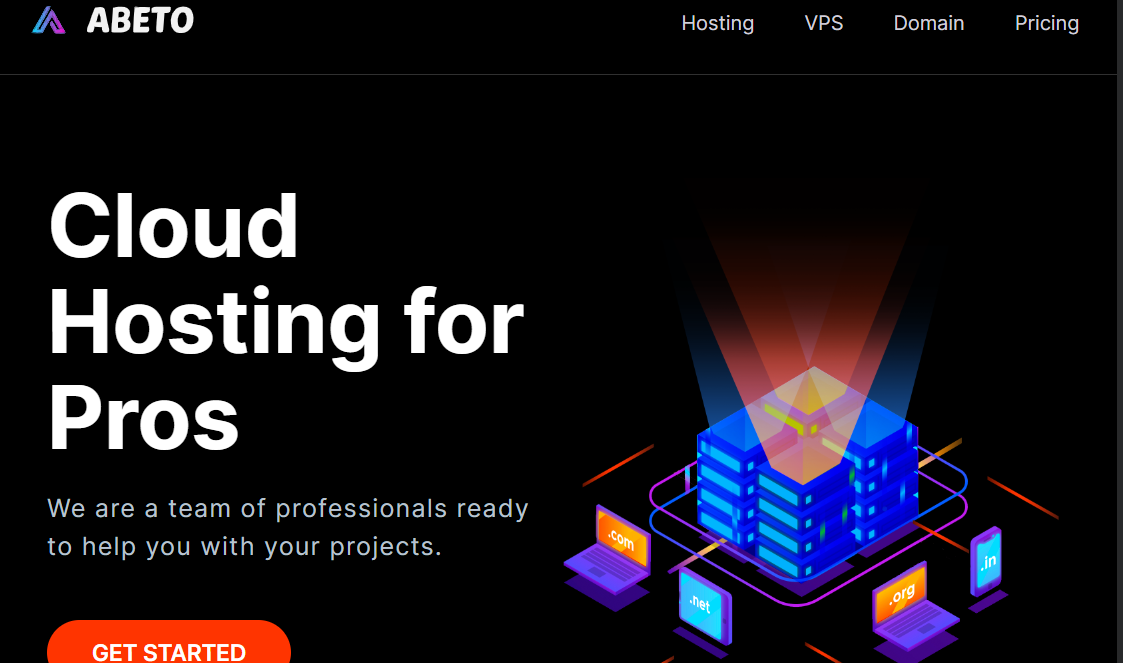 ABETO
Hosting VPS Domain Pricing
Cloud
Hosting for
Pros
We are a team of professionals ready
to help you with your projects.
GET STARTED
.com
.net
.org
.in